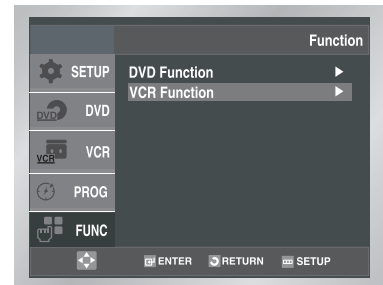 Function
SETUP
DVD Function ►
VCR Function ►
DVD DVD
VCR VCR
PROG
FUNC
ENTER RETURN SETUP